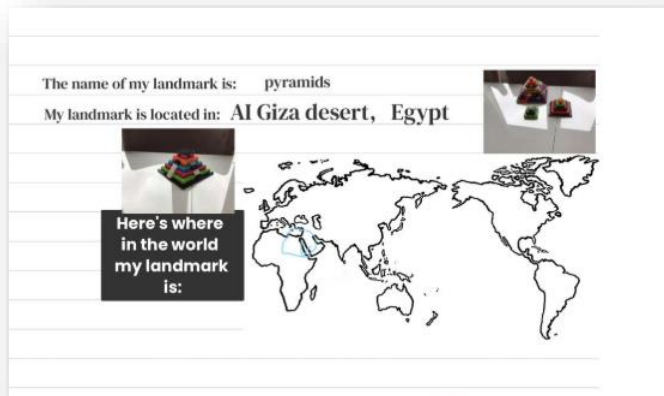 The name of my landmark is: pyramids
My landmark is located in: Al Giza desert, Egypt
Here's where
in the world
my landmark
is: